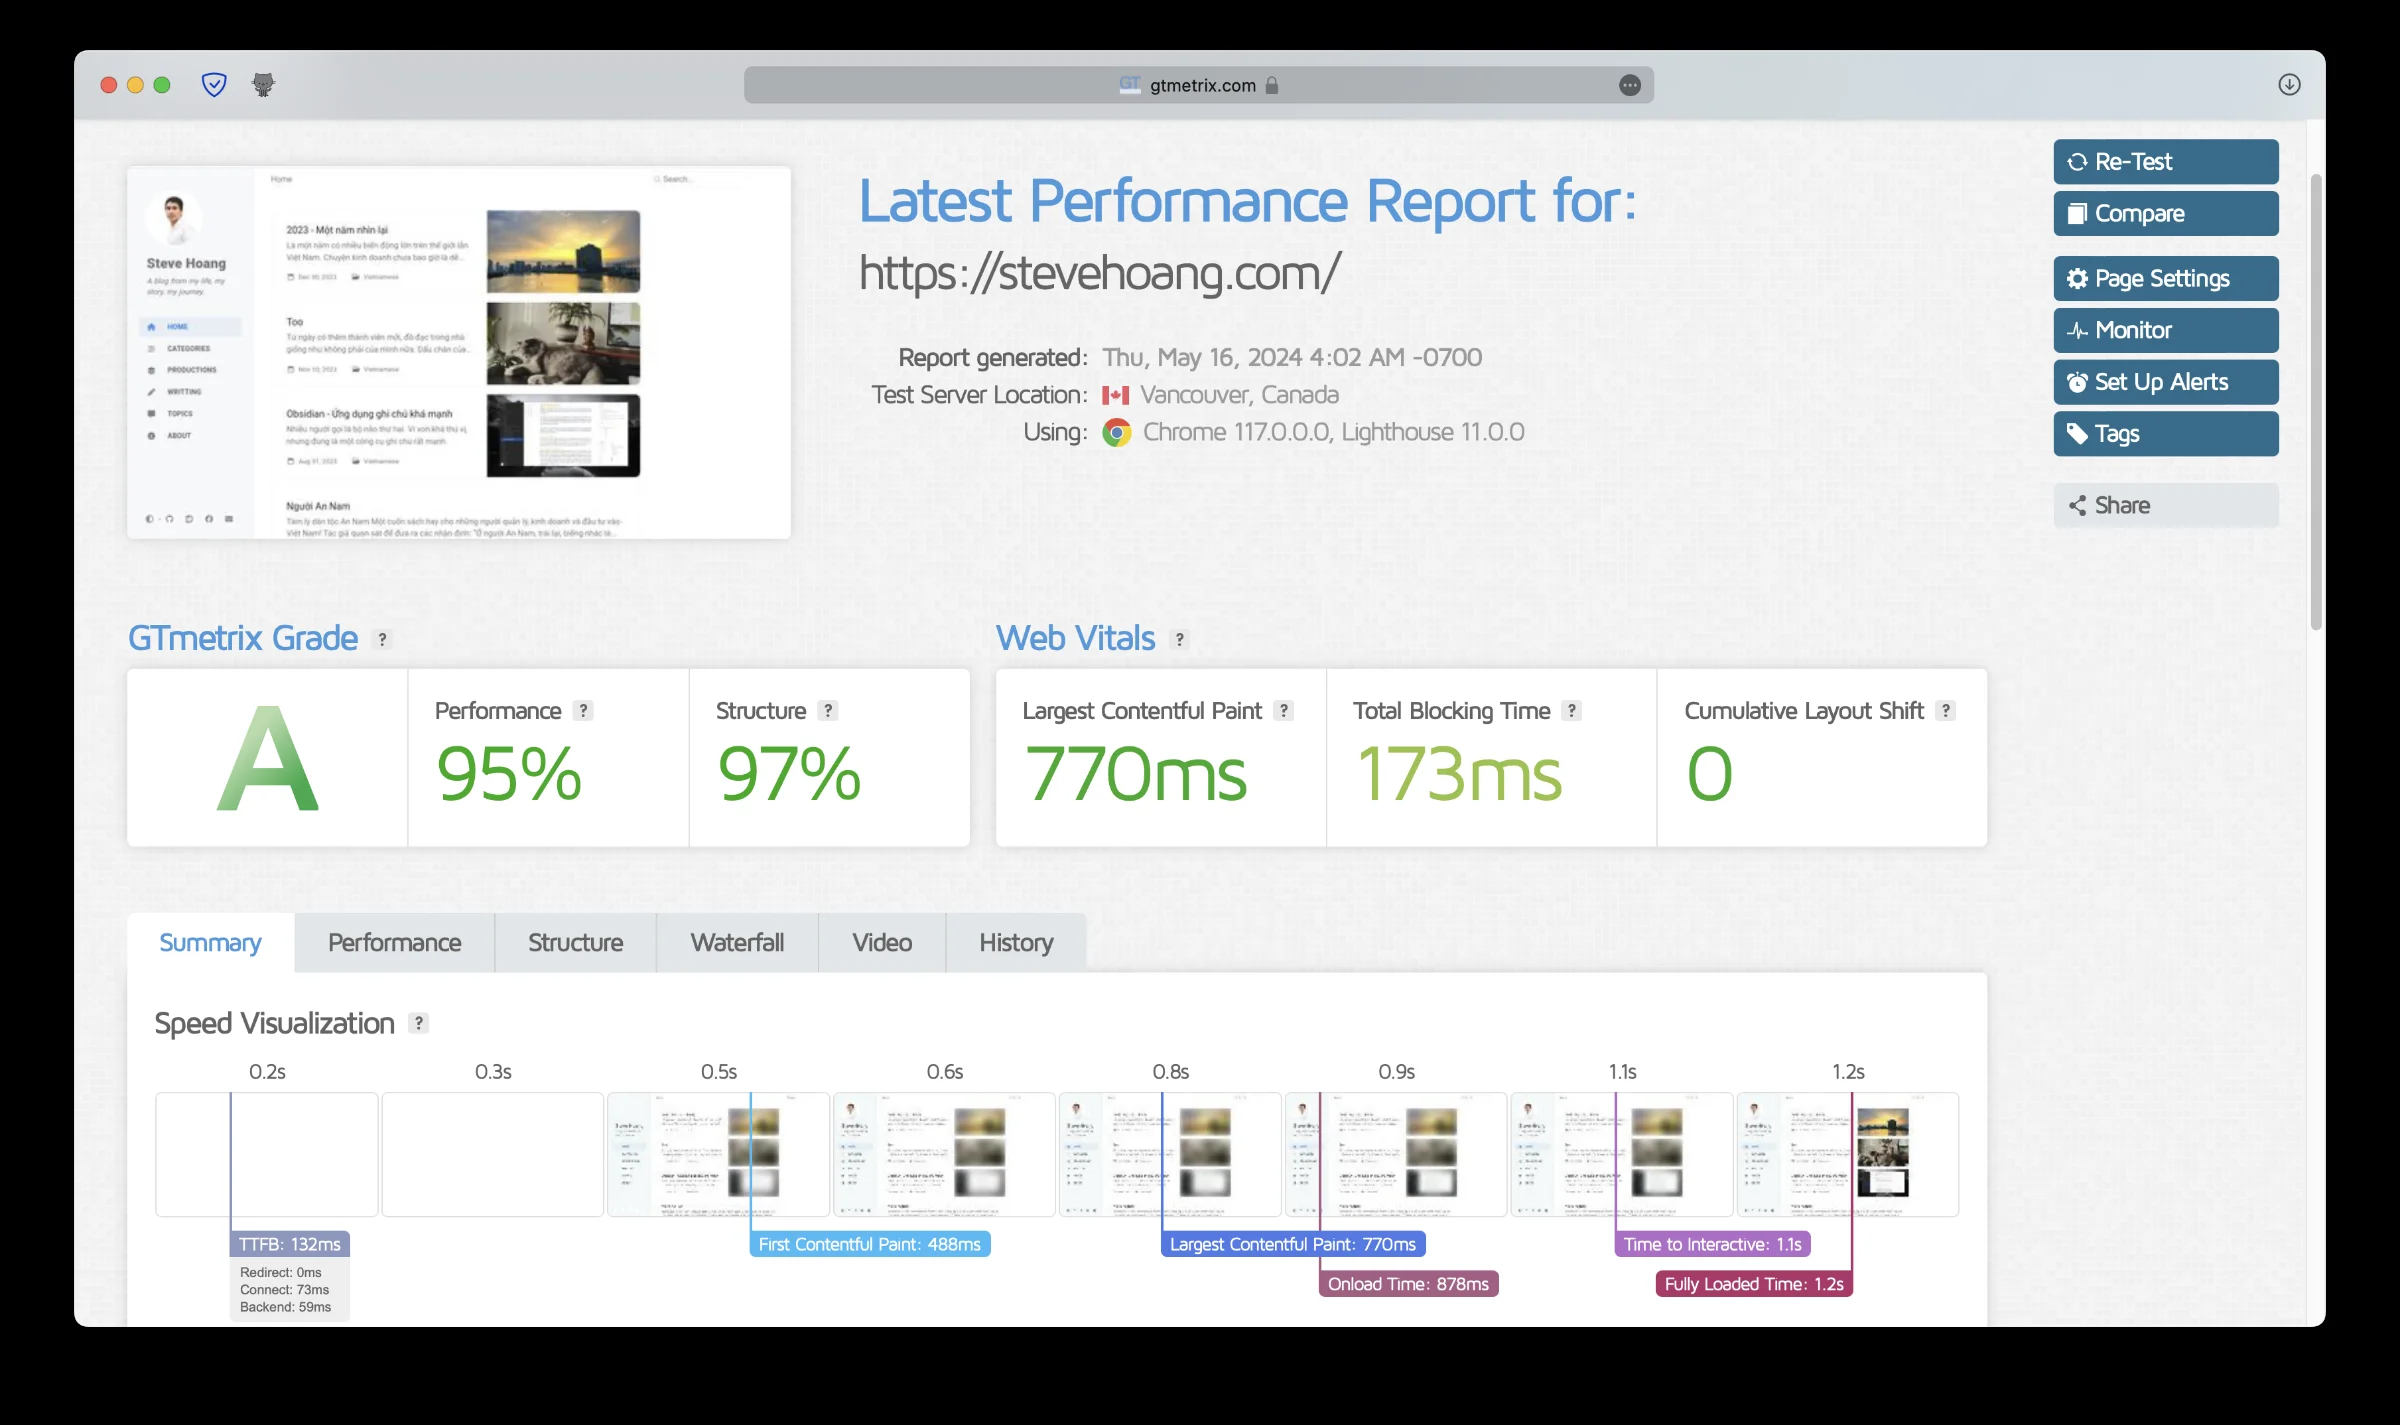 GT gtmetrix.com
Home
Search...
Steve Hoang
A blog from my life, my
story, my journey.
HOME
CATEGORIES
PRODUCTIONS
WRITTING
TOPICS
ABOUT
2023 - Một năm nhìn lại
Là một năm có nhiều biến động lớn trên thế giới lẫn
Việt Nam. Chuyện kinh doanh chưa bao giờ là dễ...
Dec 30, 2023 Vietnamese
Too
Từ ngày có thêm thành viên mới, đồ đạc trong nhà
giống như không phải của mình nữa. Dấu chân của...
Nov 10, 2023 Vietnamese
Obsidian - Ứng dụng ghi chú khá mạnh
Nhiều người gọi là bộ não thứ hai. Vì von khá thú vị,
nhưng đúng là một công cụ ghi chú rất mạnh.
Aug 31, 2023 Vietnamese
Người An Nam
Tâm lý dân tộc An Nam Một cuốn sách hay cho những người quản lý, kinh doanh và đầu tư vào
Việt Nam! Tác giả quan sát để đưa ra các nhận định: "Ở người An Nam, trái lại, tiếng nhạc tê...
Latest Performance Report for:
https://stevehoang.com/
Report generated: Thu, May 16, 2024 4:02 AM -0700
Test Server Location: Vancouver, Canada
Using: Chrome 117.0.0.0, Lighthouse 11.0.0
Re-Test
Compare
Page Settings
Monitor
Set Up Alerts
Tags
Share
GTmetrix Grade ?
A
Performance ?
95%
Structure ?
97%
Web Vitals ?
Largest Contentful Paint ?
770ms
Total Blocking Time ?
173ms
Cumulative Layout Shift ?
0
Summary Performance Structure Waterfall Video History
Speed Visualization ?
0.2s 0.3s 0.5s 0.6s 0.8s 0.9s 1.1s 1.2s
TTFB: 132ms
Redirect: 0ms
Connect: 73ms
Backend: 59ms
First Contentful Paint: 488ms
Largest Contentful Paint: 770ms
Onload Time: 878ms
Time to Interactive: 1.1s
Fully Loaded Time: 1.2s